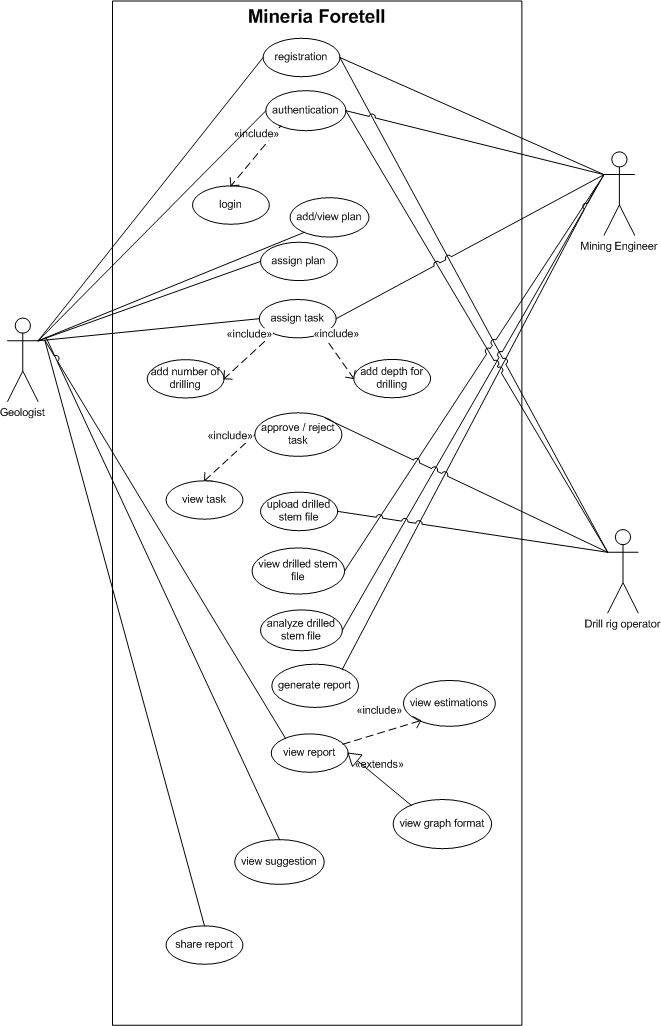 Mineria Foretell
registration
authentication
«include»
login
add/view plan
Mining Engineer
assign plan
assign task
«include»
«include»
add number of
drilling
add depth for
drilling
Geologist
approve / reject
task
«include»
view task
upload drilled
stem file
view drilled stem
file
Drill rig operator
analyze drilled
stem file
generate report
view estimations
«include»
view report
«extends»
view graph format
view suggestion
share report